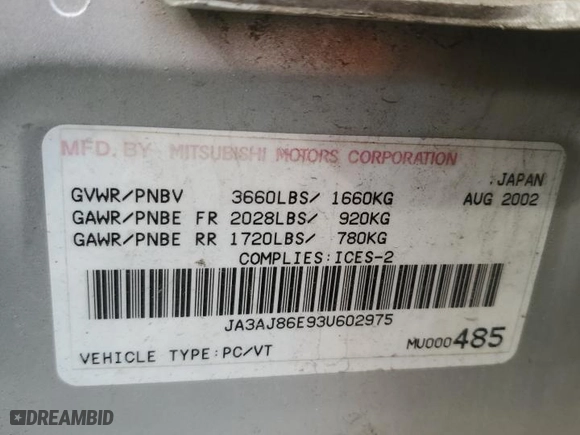 MFD. BY MITSUBISHI MOTORS CORPORATION
:JAPAN
GVWR/PNBV 3660LBS/ 1660KG AUG 2002
GAWR/PNBE FR 2028LBS/ 920KG
GAWR/PNBE RR 1720LBS/ 780KG
COMPLIES:ICES-2
JA3AJ86E93U602975
VEHICLE TYPE:PC/VT MU000485
DREAMBID